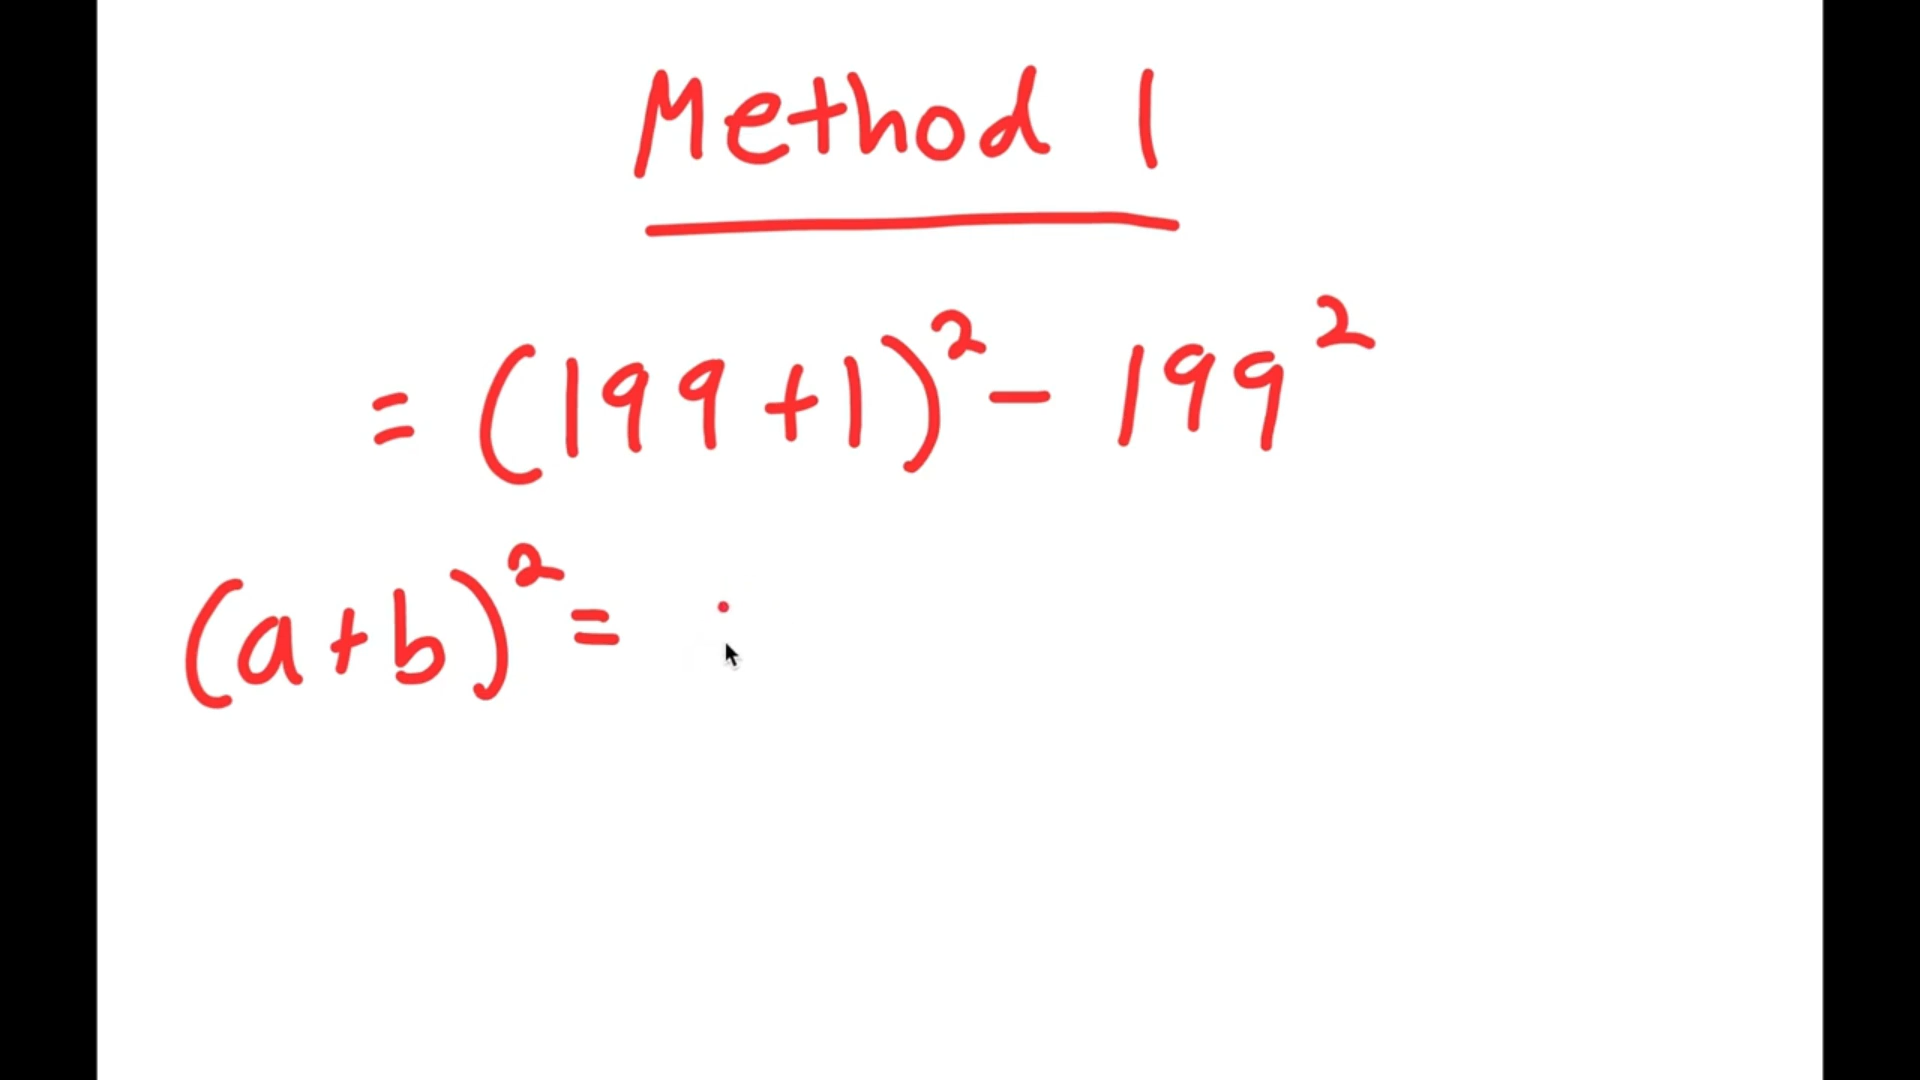 Method 1
= (199+1)² - 199²
(a+b)² =